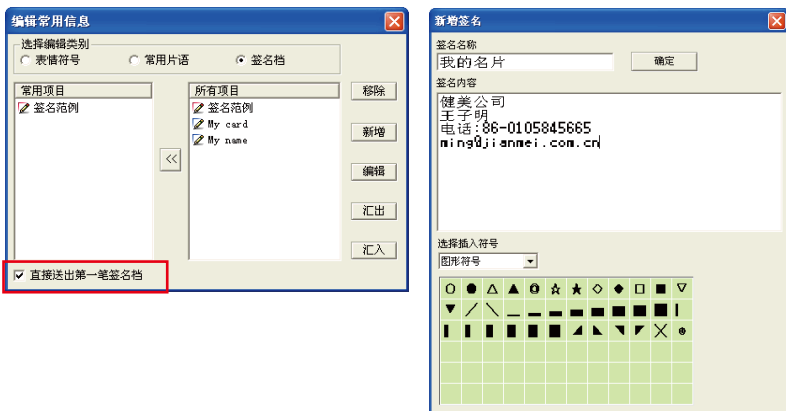 编辑常用信息
选择编辑类别
表情符号 常用片语 签名档
常用项目
签名范例
<<
所有项目
签名范例
My card
My name
移除
新增
编辑
汇出
汇入
直接送出第一笔签名档
新增签名
签名名称
我的名片
确定
签名内容
健美公司
王子明
电话:86-0105845665
ming@jianmei.com.cn
选择插入符号
图形符号